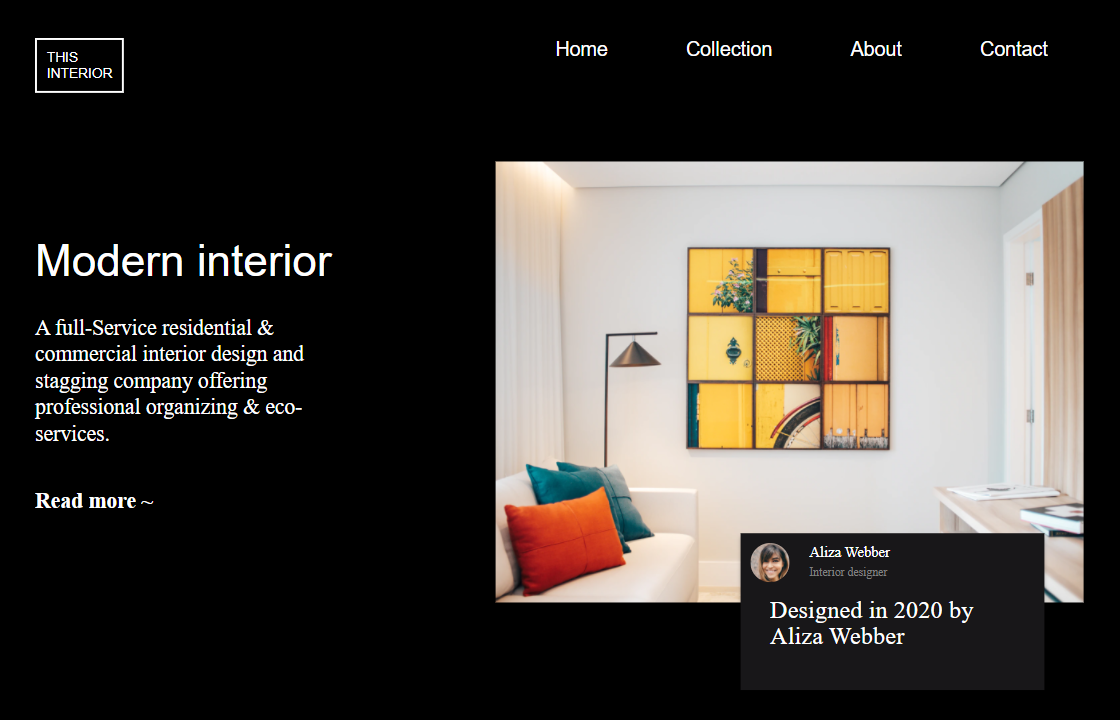 THIS
INTERIOR
Home
Collection
About
Contact
Modern interior
A full-Service residential &
commercial interior design and
stagging company offering
professional organizing & eco-
services.
Read more ~
Aliza Webber
Interior designer
Designed in 2020 by
Aliza Webber